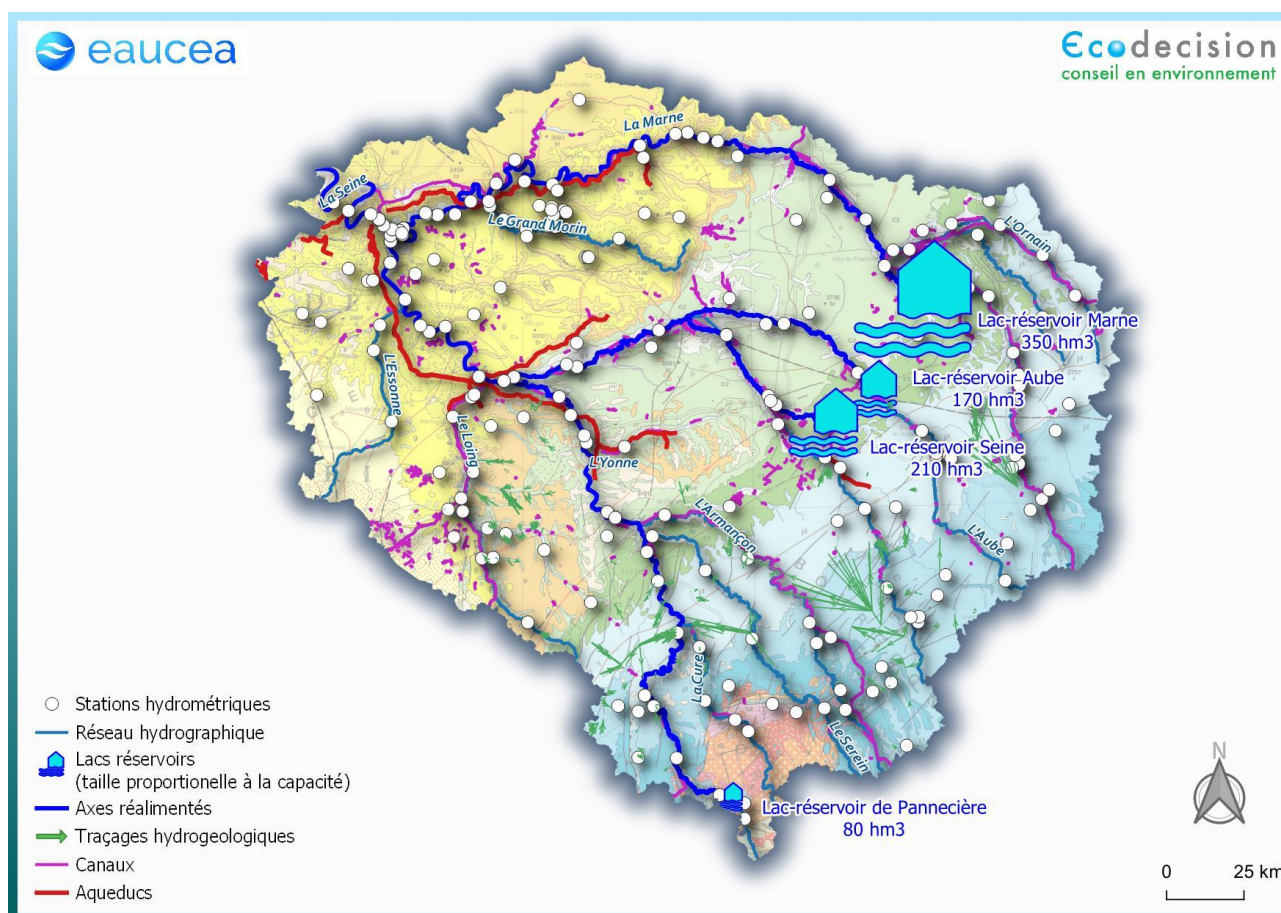 eaucea
Ecodecision
conseil en environnement
La Marne
La Seine
Le Grand Morin
L'Ornain
Lac-réservoir Marne
350 hm3
L'Essonne
Lac-réservoir Aube
170 hm3
Le Loing
Lac-réservoir Seine
210 hm3
L'Yonne
L'Armançon
L'Aube
La Cure
Le Serein
Lac-réservoir de Pannecière
80 hm3
Stations hydrométriques
Réseau hydrographique
Lacs réservoirs
(taille proportionelle à la capacité)
Axes réalimentés
Traçages hydrogeologiques
Canaux
Aqueducs
N
0 25 km